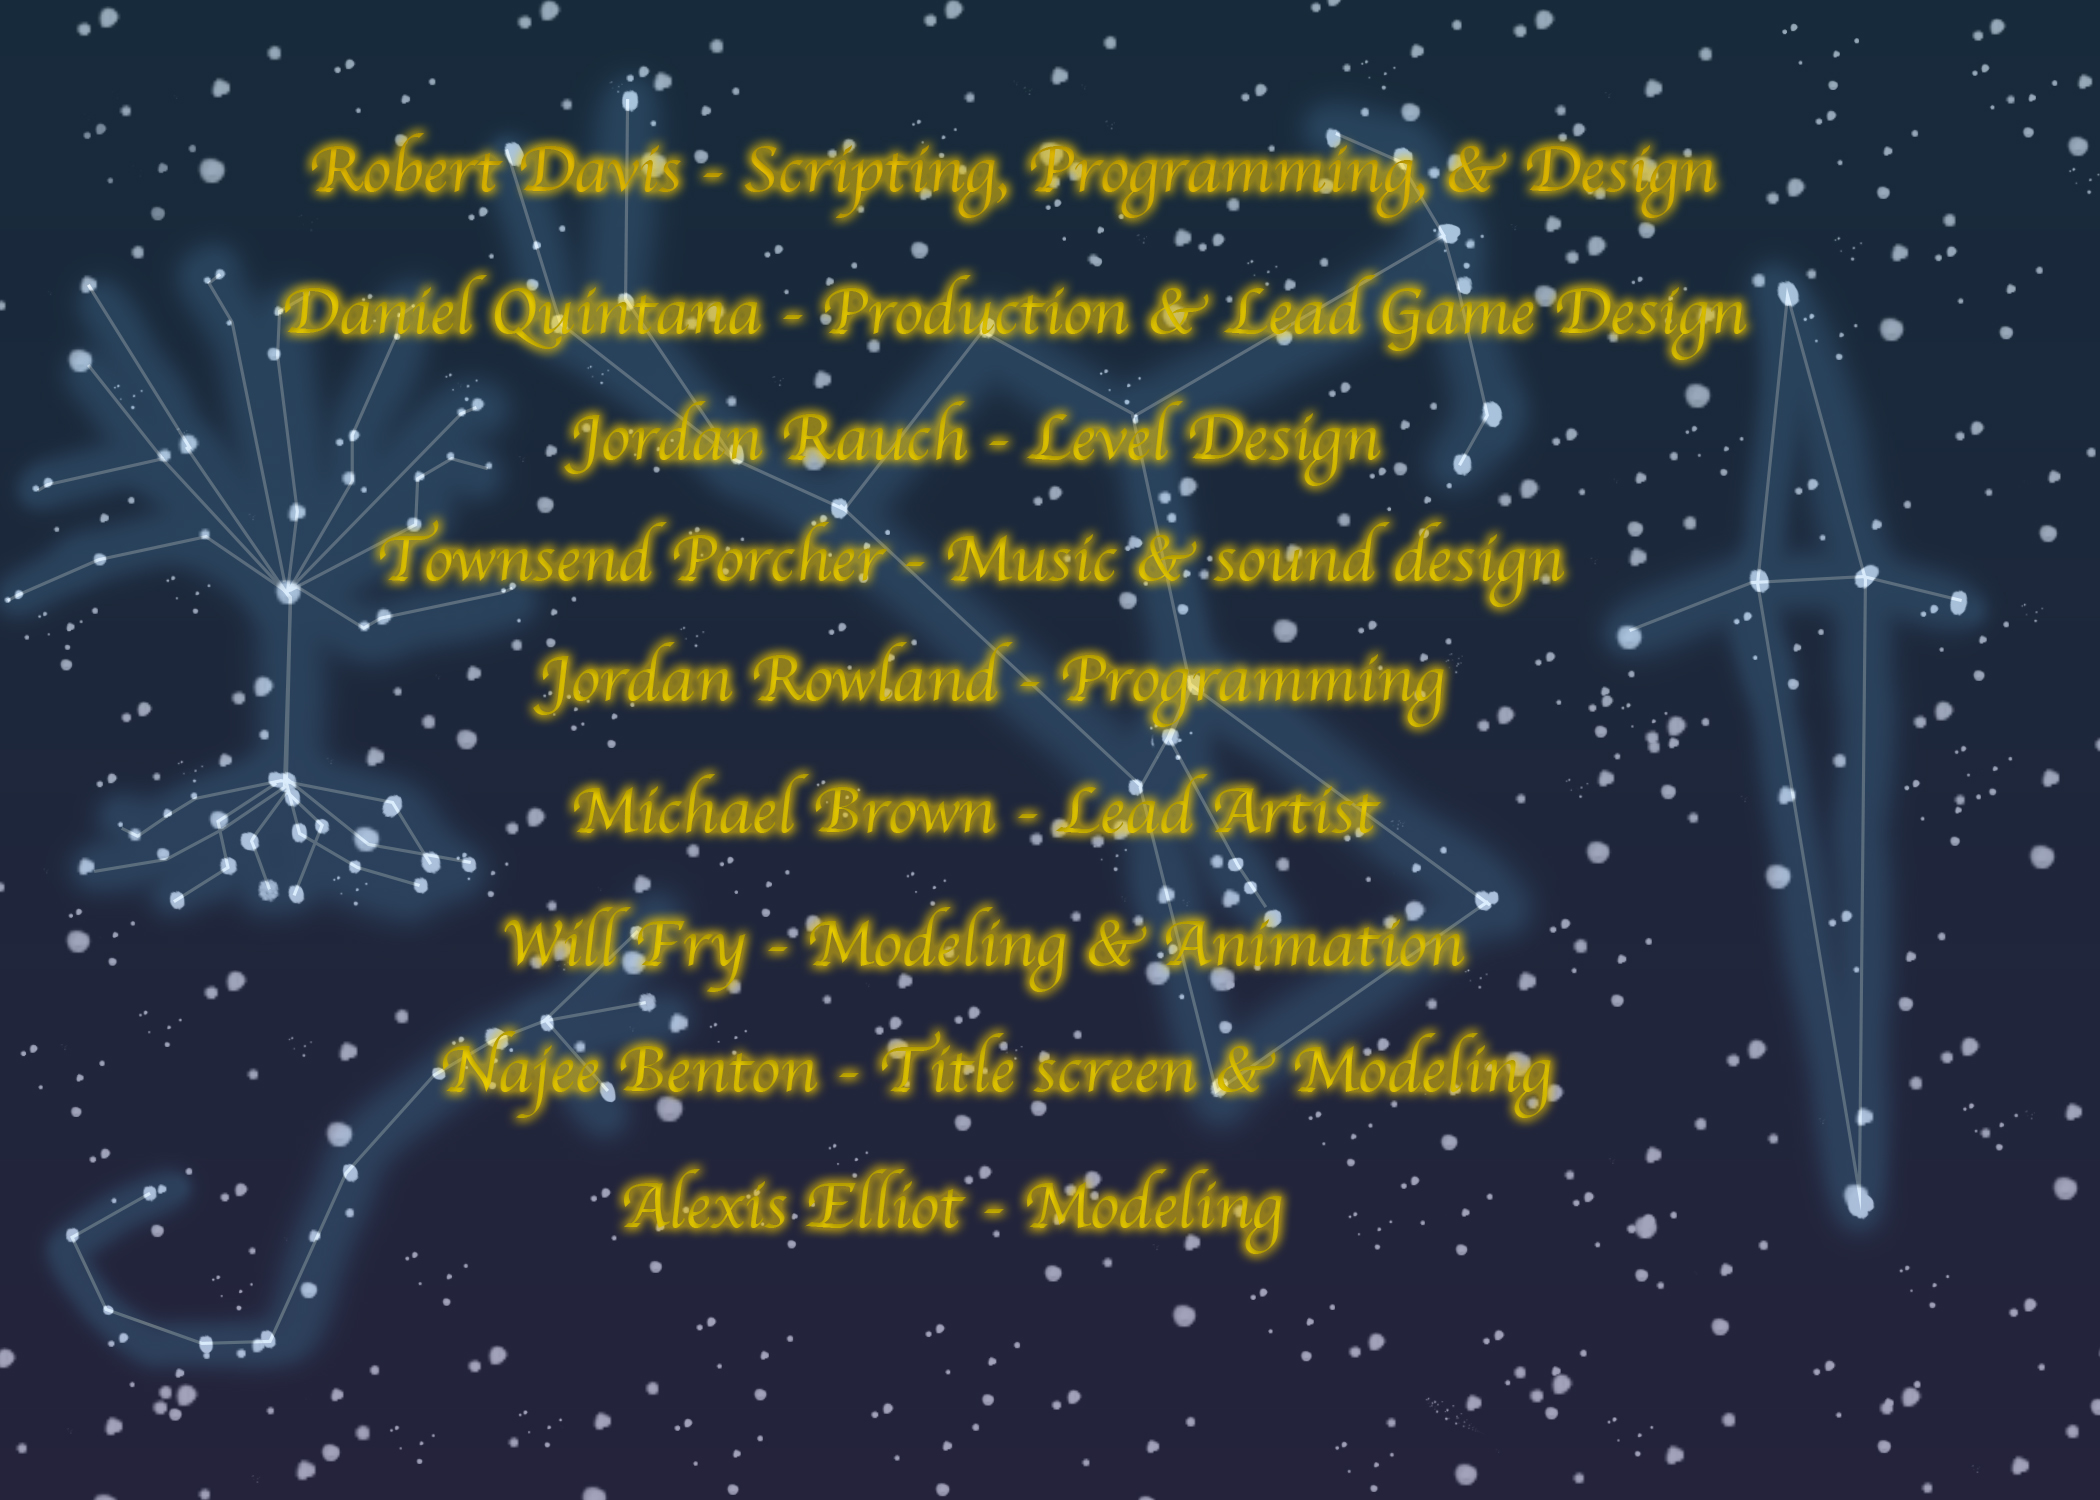 Robert Davis - Scripting, Programming, & Design
Daniel Quintana - Production & Lead Game Design
Jordan Rauch - Level Design
Townsend Porcher - Music & sound design
Jordan Rowland - Programming
Michael Brown - Lead Artist
Will Fry - Modeling & Animation
Najee Benton - Title screen & Modeling
Alexis Elliot - Modeling